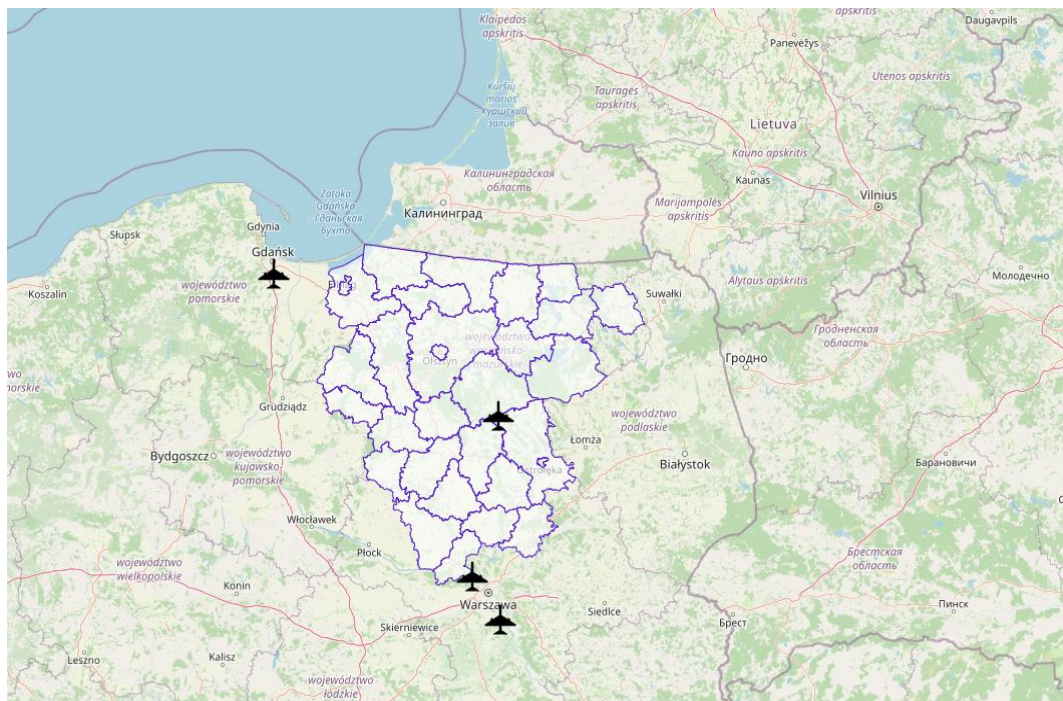 Klaipėdos
apskritis
apskritis
Daugavpils
Panevėžys
Utenos apskritis
Kuršių
marios
- Куршский
залив
Tauragės
apskritis
Lietuva
Kauno apskritis
Kaunas
Vilnius
Калининградская
область
Marijampolės
apskritis
Zatoka
Gdańska
- Гданьская
бухта
Калининград
Gdynia
Słupsk
Gdańsk
Koszalin
województwo
pomorskie
Suwałki
Alytaus apskritis
Молодечно
Гродненская
область
Гродно
województwo
Olsztyn
Grudziądz
Bydgoszcz
województwo
kujawsko-
pomorskie
województwo
podlaskie
Łomża
Białystok
Барановичи
Włocławek
Płock
województwo
wielkopolskie
Konin
Warszawa
Skierniewice
Siedlce
Брестская
область
Брест
Пинск
Leszno
Kalisz
województwo
łódzkie